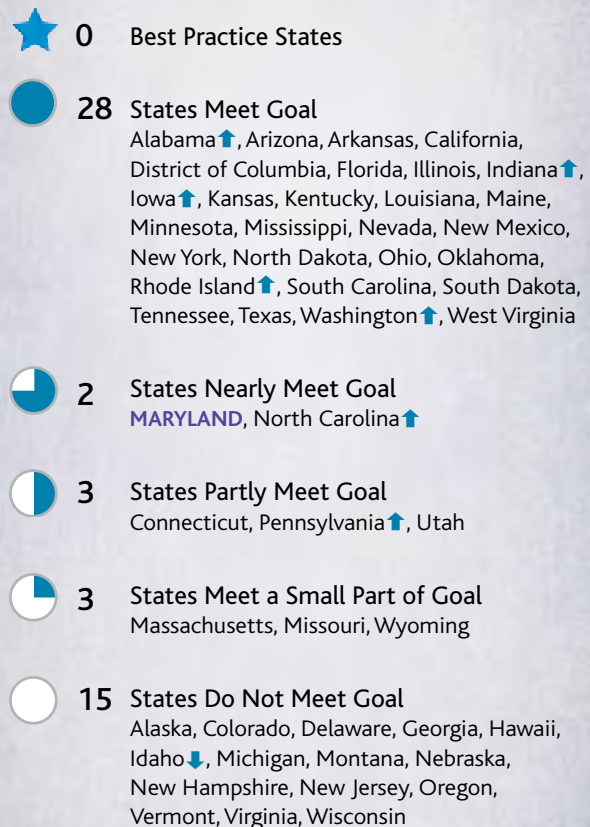 0 Best Practice States
28 States Meet Goal
Alabama⬆, Arizona, Arkansas, California,
District of Columbia, Florida, Illinois, Indiana⬆,
Iowa⬆, Kansas, Kentucky, Louisiana, Maine,
Minnesota, Mississippi, Nevada, New Mexico,
New York, North Dakota, Ohio, Oklahoma,
Rhode Island⬆, South Carolina, South Dakota,
Tennessee, Texas, Washington⬆, West Virginia
2 States Nearly Meet Goal
MARYLAND, North Carolina⬆
3 States Partly Meet Goal
Connecticut, Pennsylvania⬆, Utah
3 States Meet a Small Part of Goal
Massachusetts, Missouri, Wyoming
15 States Do Not Meet Goal
Alaska, Colorado, Delaware, Georgia, Hawaii,
Idaho⬇, Michigan, Montana, Nebraska,
New Hampshire, New Jersey, Oregon,
Vermont, Virginia, Wisconsin